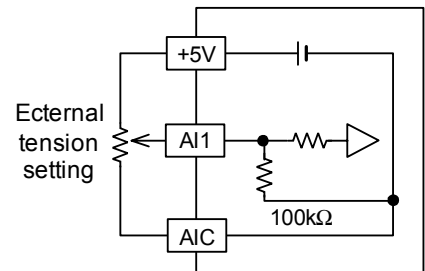 +5V
Ecternal
tension
setting
AI1
100kΩ
AIC